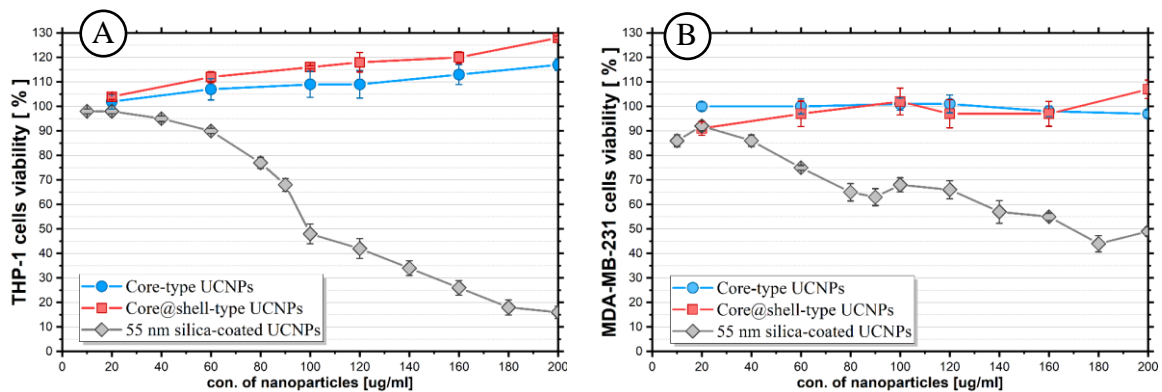 A
THP-1 cells viability [ % ]
130
120
110
100
90
80
70
60
50
40
30
20
10
0
Core-type UCNPs
Core@shell-type UCNPs
55 nm silica-coated UCNPs
0 20 40 60 80 100 120 140 160 180 200
con. of nanoparticles [ug/ml]
B
MDA-MB-231 cells viability [ % ]
130
120
110
100
90
80
70
60
50
40
30
20
10
0
Core-type UCNPs
Core@shell-type UCNPs
55 nm silica-coated UCNPs
0 20 40 60 80 100 120 140 160 180 200
con. of nanoparticles [ug/ml]